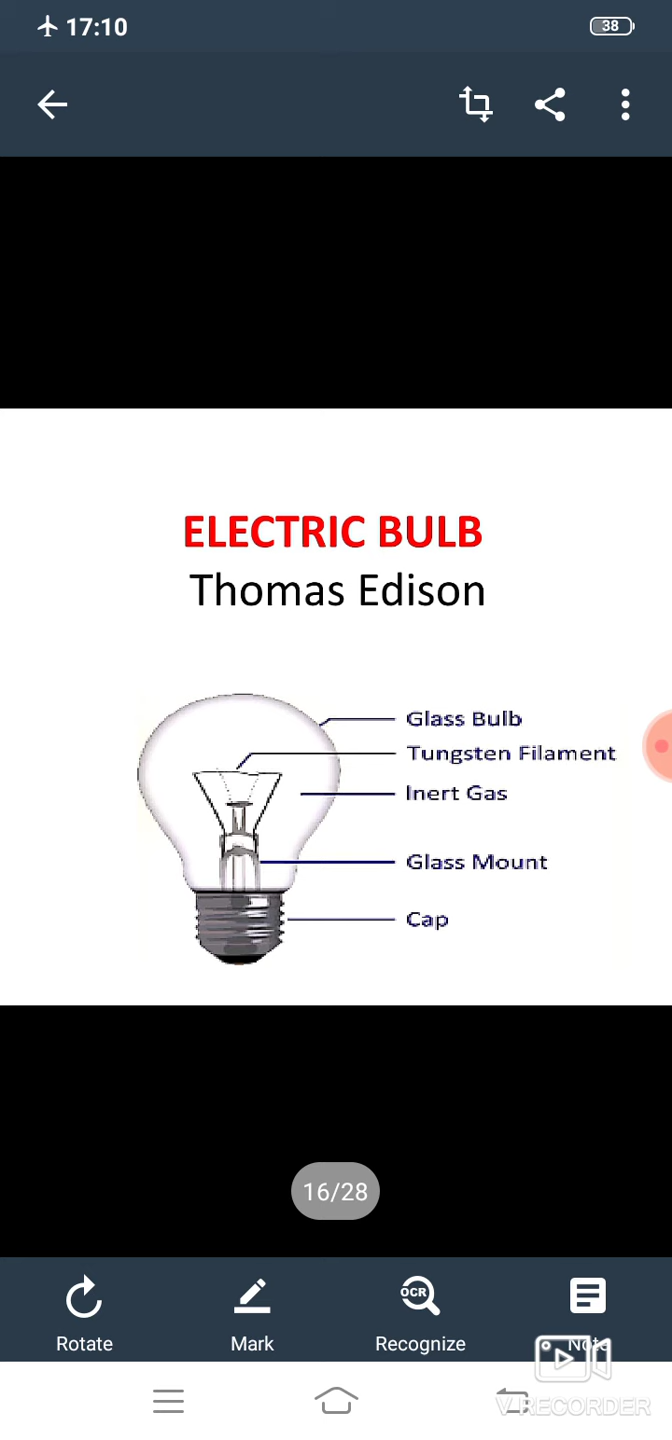 17:10
38
ELECTRIC BULB
Thomas Edison
Glass Bulb
Tungsten Filament
Inert Gas
Glass Mount
Cap
16/28
OCR
Rotate
Mark
Recognize
Note
V RECORDER